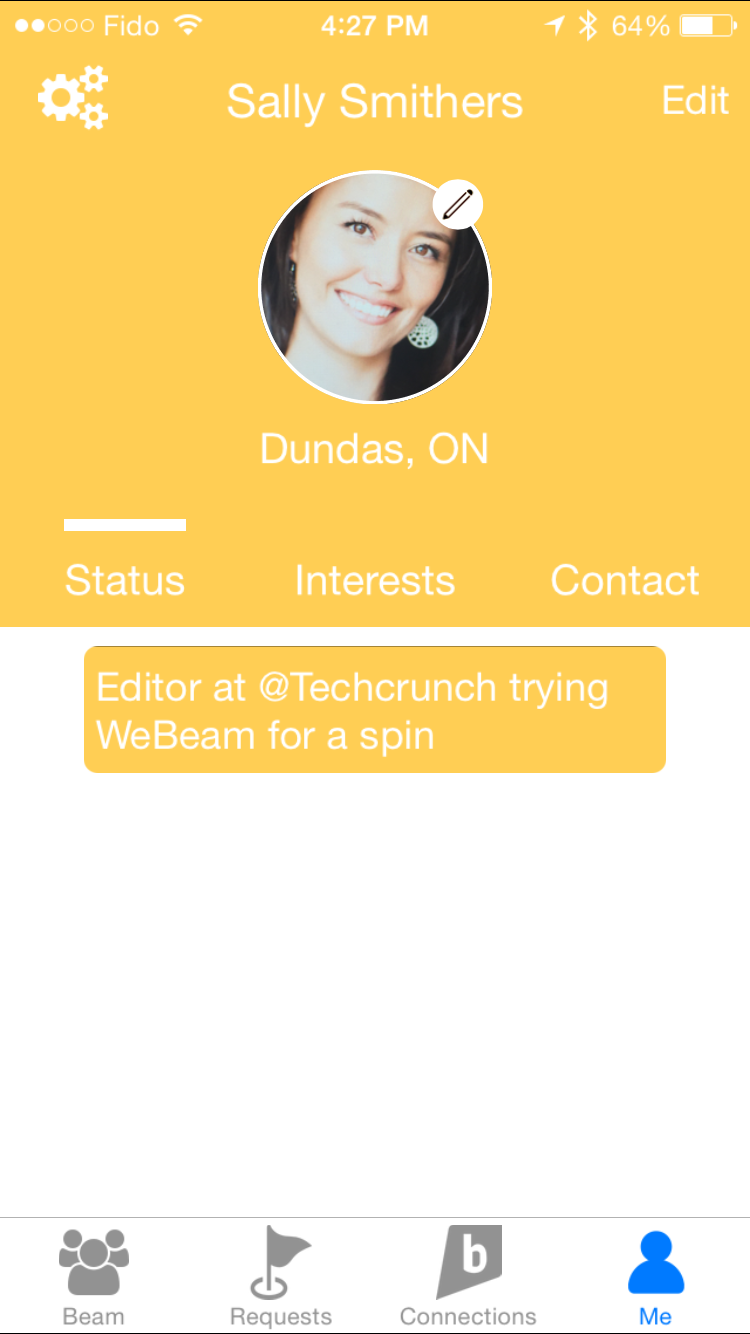 Fido 4:27 PM 64%
Sally Smithers Edit
Dundas, ON
Status Interests Contact
Editor at @Techcrunch trying
WeBeam for a spin
b
Beam Requests Connections Me